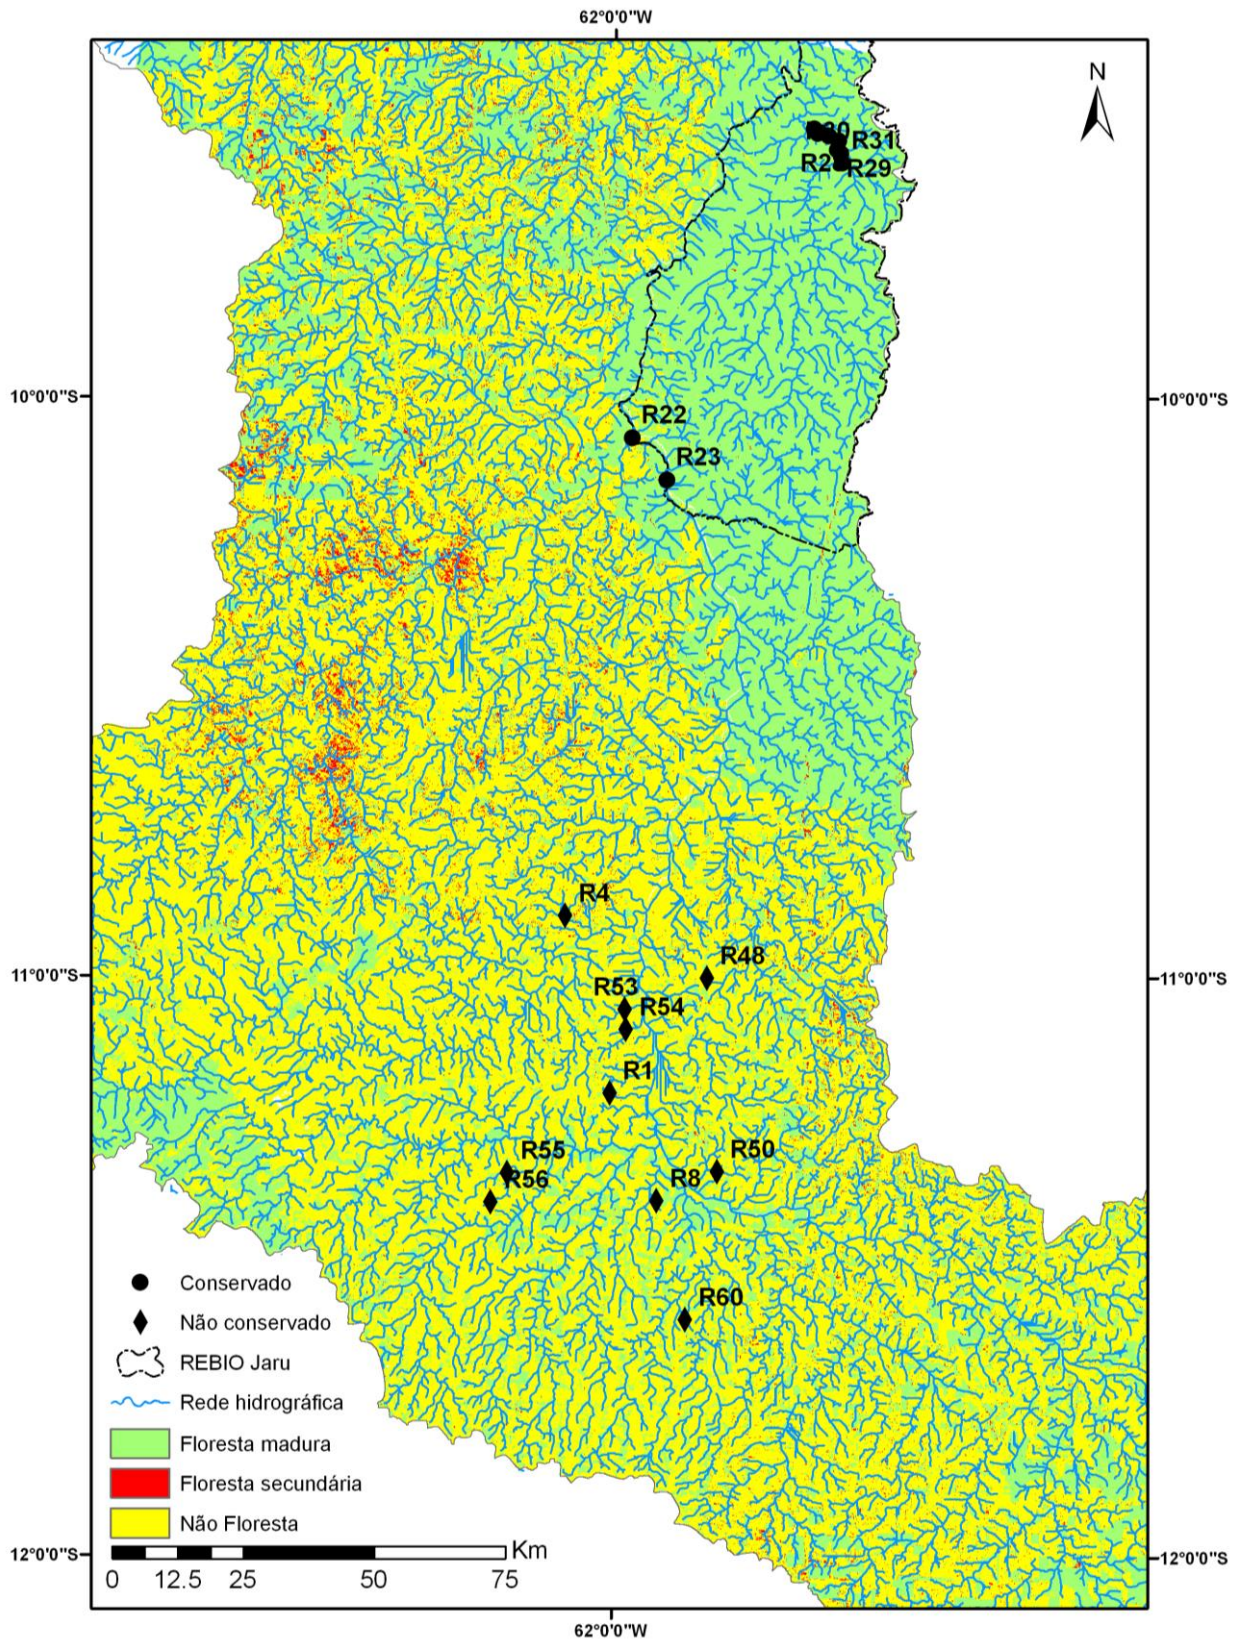 62°0'0"W
N
R31
R29
10°0'0"S
10°0'0"S
R22
R23
R4
11°0'0"S
11°0'0"S
R48
R53
R54
R1
R55
R56
R50
R8
R60
Conservado
Não conservado
REBIO Jaru
Rede hidrográfica
Floresta madura
Floresta secundária
Não Floresta
Km
0 12.5 25 50 75
12°0'0"S
12°0'0"S
62°0'0"W